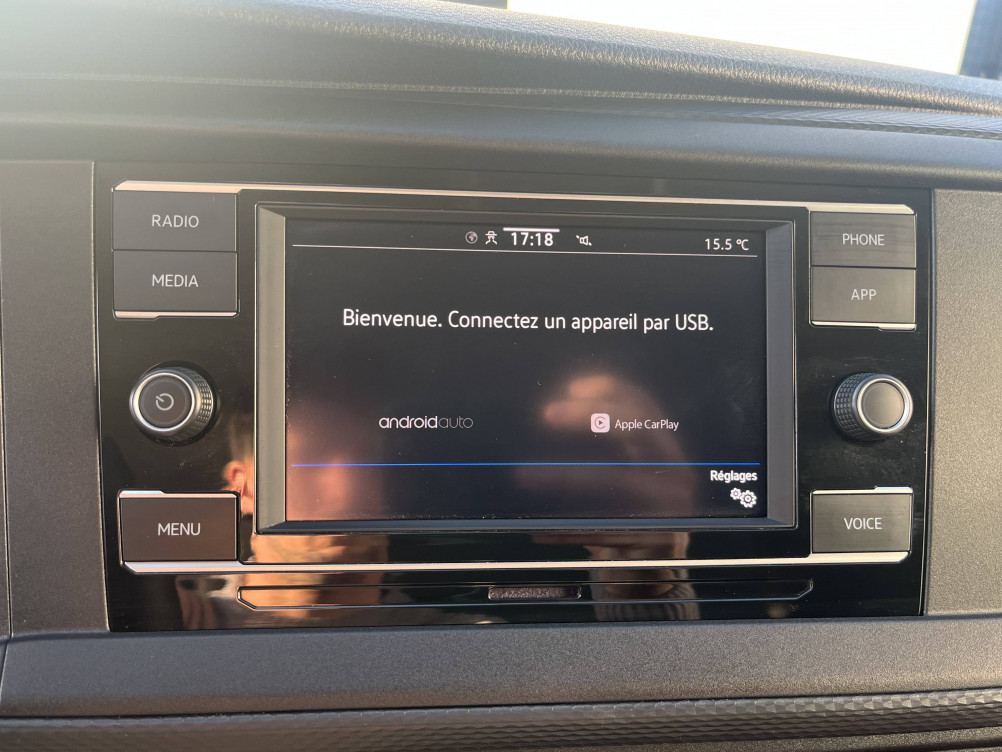 RADIO
MEDIA
MENU
17:18
15.5 °C
Bienvenue. Connectez un appareil par USB.
androidauto
Apple CarPlay
Réglages
PHONE
APP
VOICE